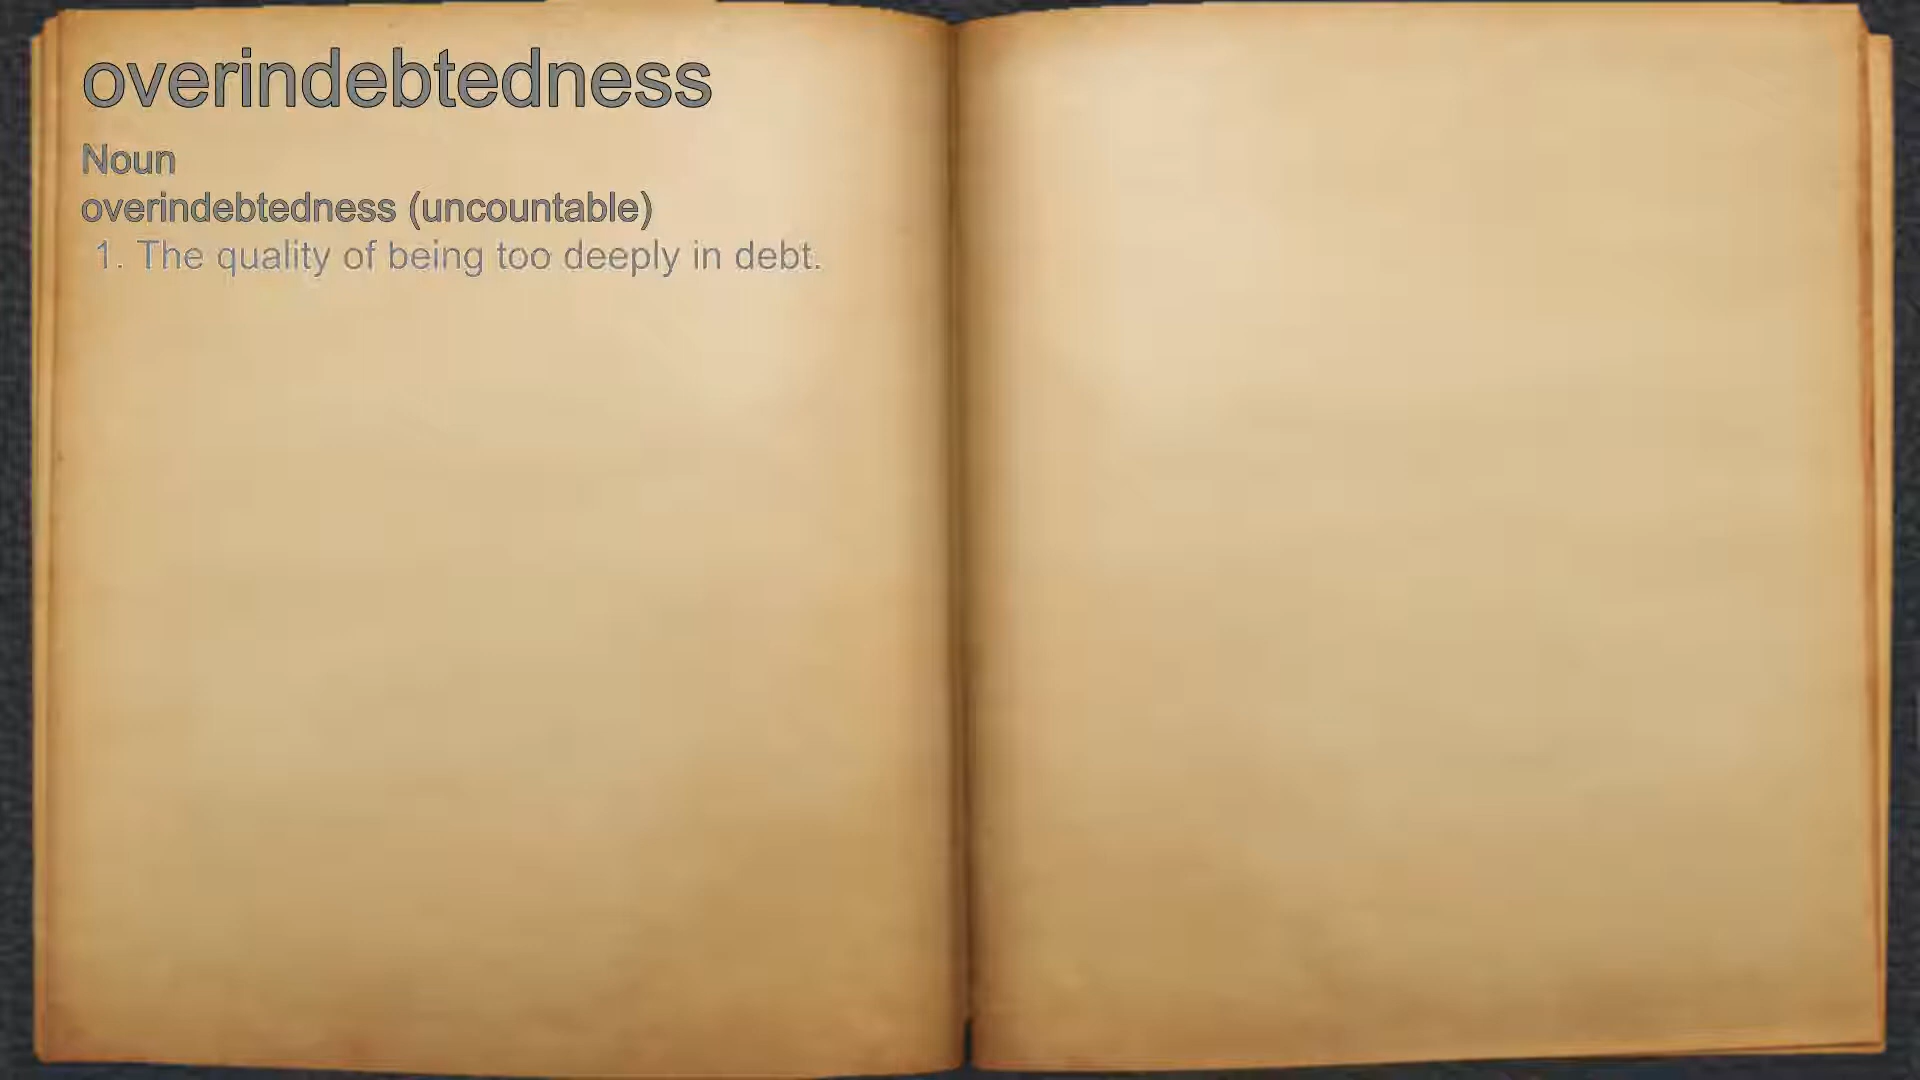 overindebtedness
Noun
overindebtedness (uncountable)
1. The quality of being too deeply in debt.